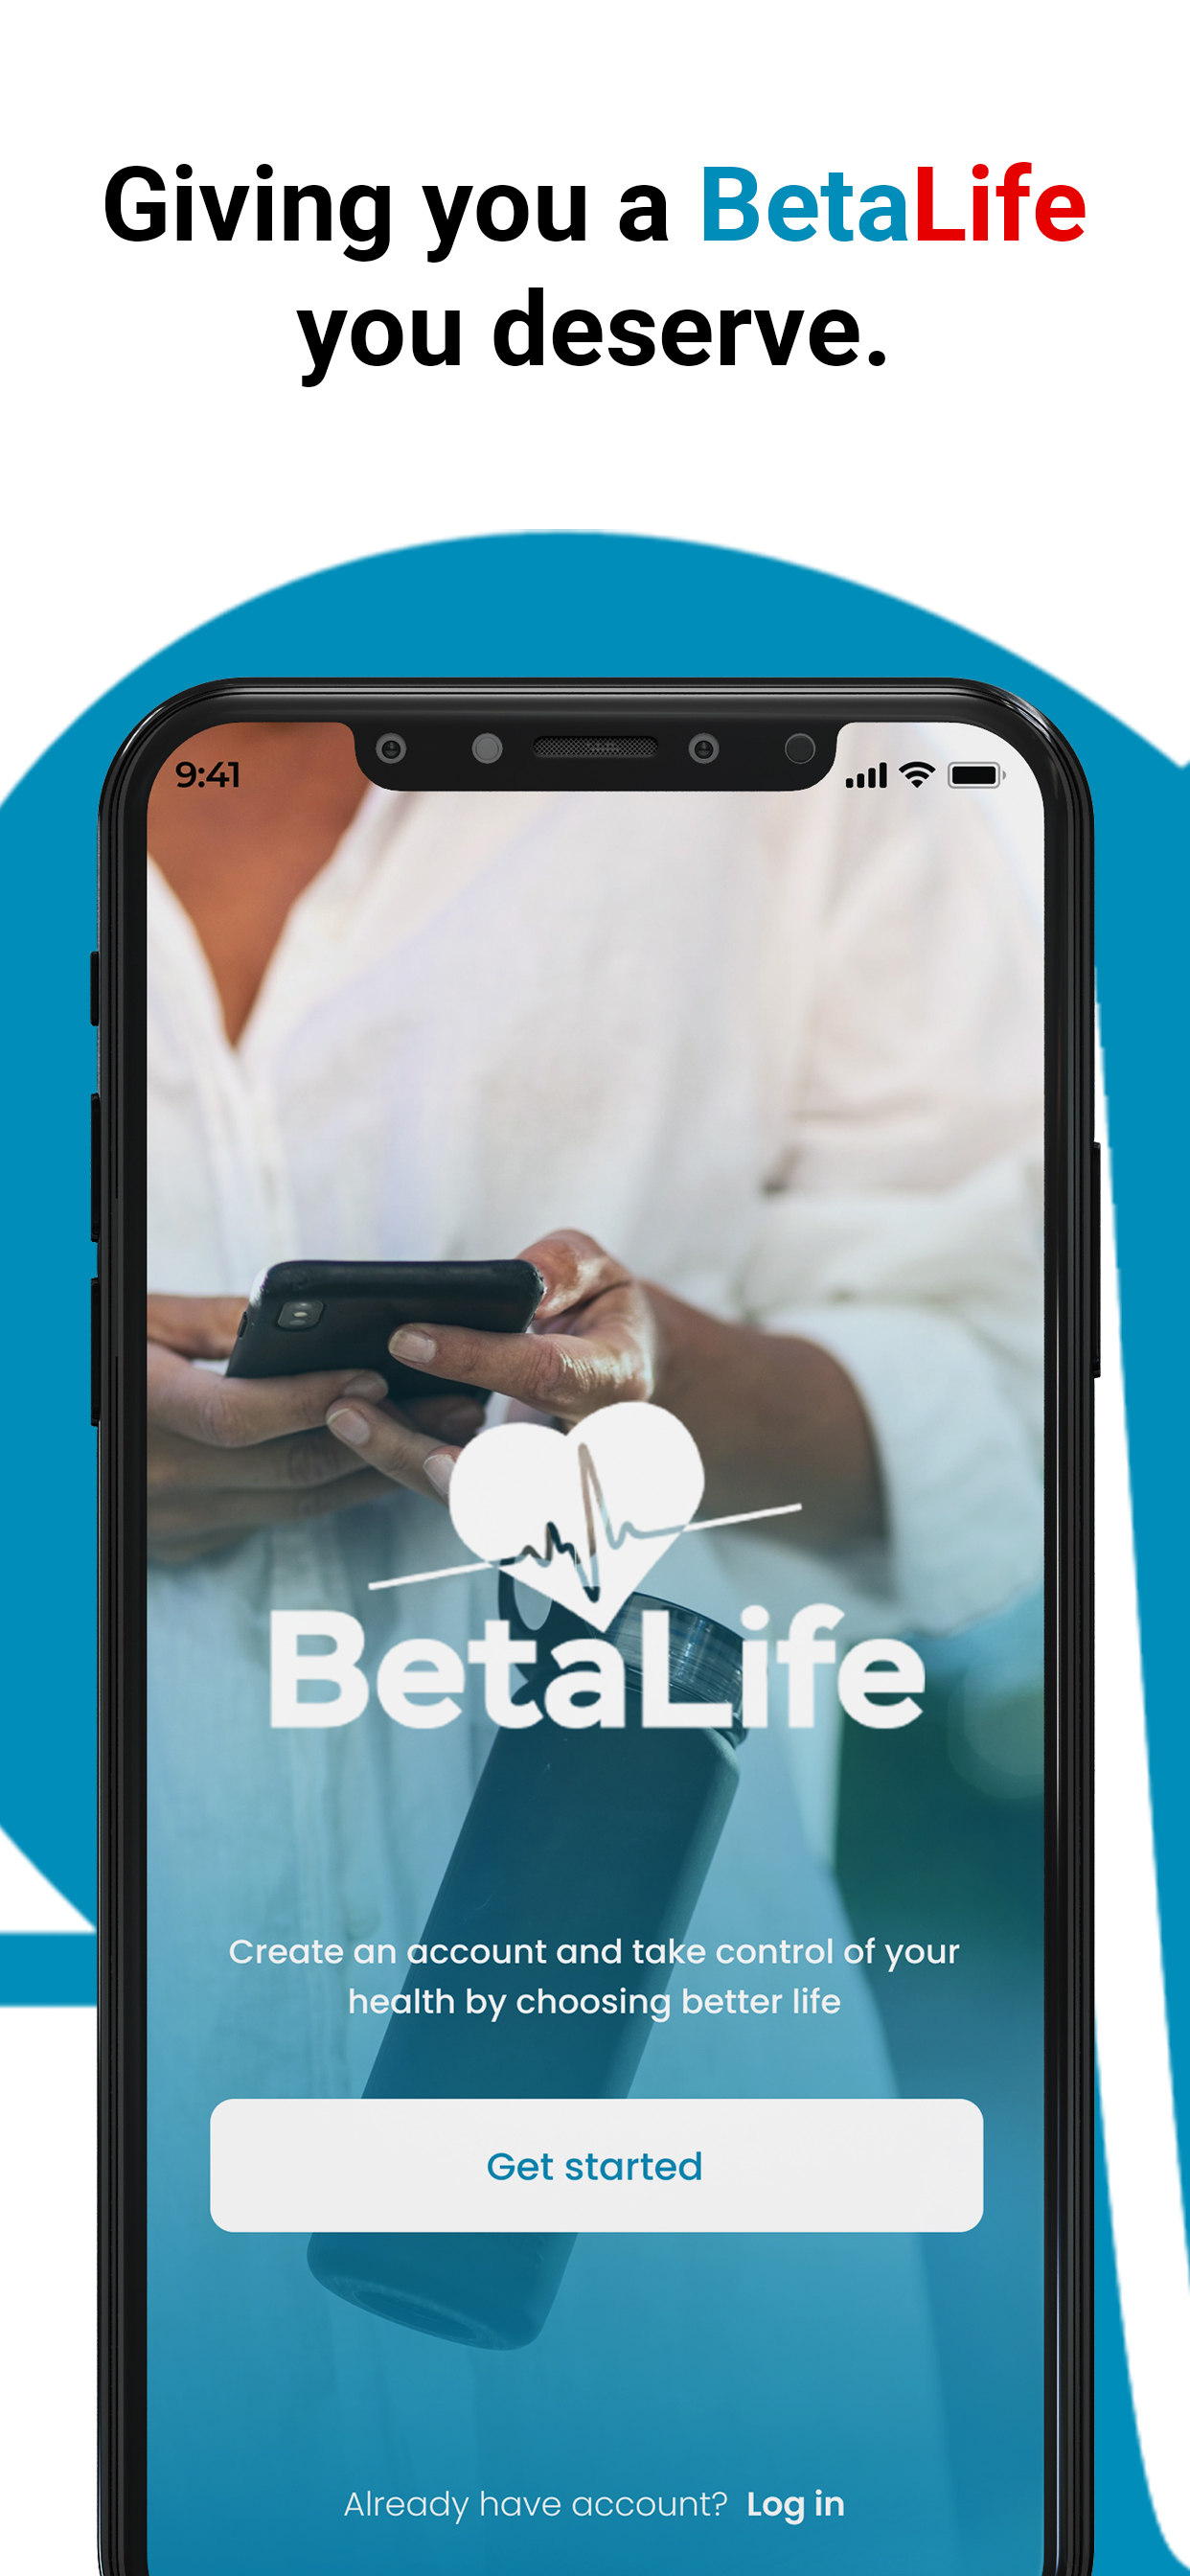 Giving you a BetaLife
you deserve.
9:41
BetaLife
Create an account and take control of your
health by choosing better life
Get started
Already have account? Log in